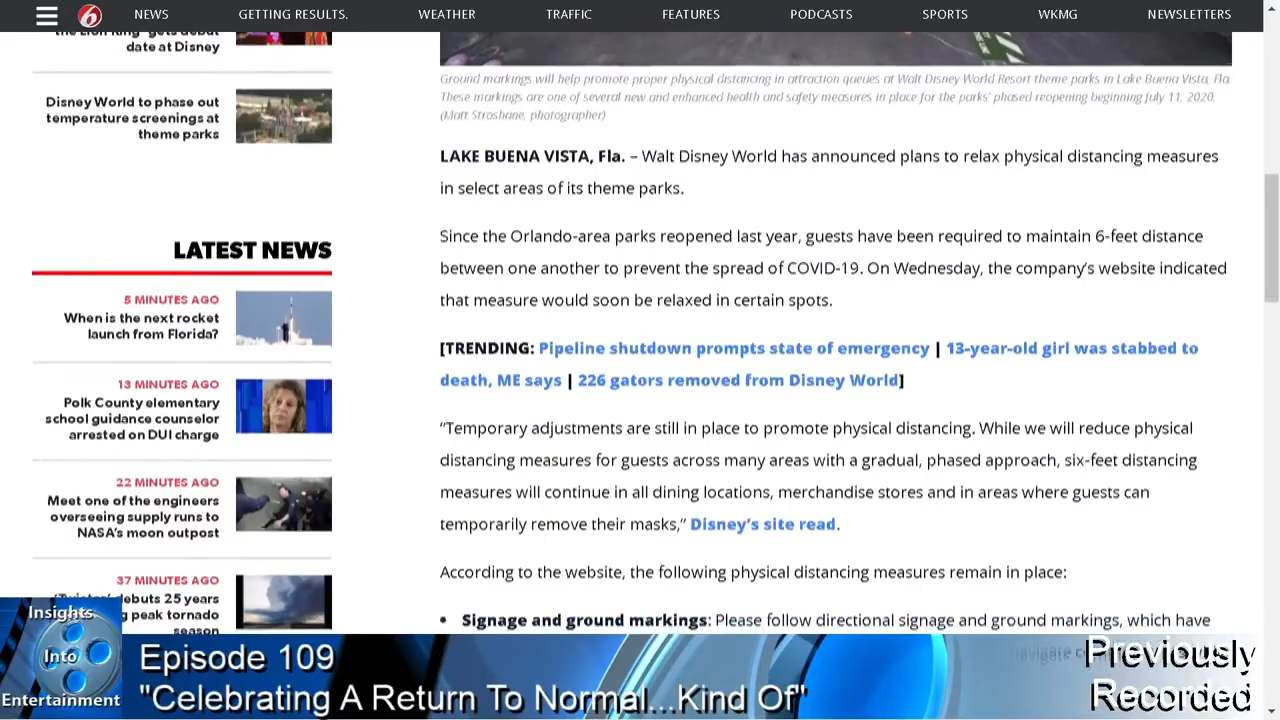 6 NEWS GETTING RESULTS. WEATHER TRAFFIC FEATURES PODCASTS SPORTS WKMG NEWSLETTERS
the Lion King' gets debut
date at Disney
Disney World to phase out
temperature screenings at
theme parks
LATEST NEWS
5 MINUTES AGO
When is the next rocket
launch from Florida?
13 MINUTES AGO
Polk County elementary
school guidance counselor
arrested on DUI charge
22 MINUTES AGO
Meet one of the engineers
overseeing supply runs to
NASA's moon outpost
37 MINUTES AGO
debuts 25 years
peak tornado
season
Ground markings will help promote proper physical distancing in attraction queues at Walt Disney World Resort theme parks in Lake Buena Vista, Fla.
These markings are one of several new and enhanced health and safety measures in place for the parks' phased reopening beginning July 11, 2020.
(Matt Stroshane, photographer)
LAKE BUENA VISTA, Fla. – Walt Disney World has announced plans to relax physical distancing measures
in select areas of its theme parks.
Since the Orlando-area parks reopened last year, guests have been required to maintain 6-feet distance
between one another to prevent the spread of COVID-19. On Wednesday, the company's website indicated
that measure would soon be relaxed in certain spots.
[TRENDING: Pipeline shutdown prompts state of emergency | 13-year-old girl was stabbed to
death, ME says | 226 gators removed from Disney World]
“Temporary adjustments are still in place to promote physical distancing. While we will reduce physical
distancing measures for guests across many areas with a gradual, phased approach, six-feet distancing
measures will continue in all dining locations, merchandise stores and in areas where guests can
temporarily remove their masks,” Disney's site read.
According to the website, the following physical distancing measures remain in place:
• Signage and ground markings: Please follow directional signage and ground markings, which have
Insights
Into
Entertainment
Episode 109
"Celebrating A Return To Normal...Kind Of"
Previously
Recorded